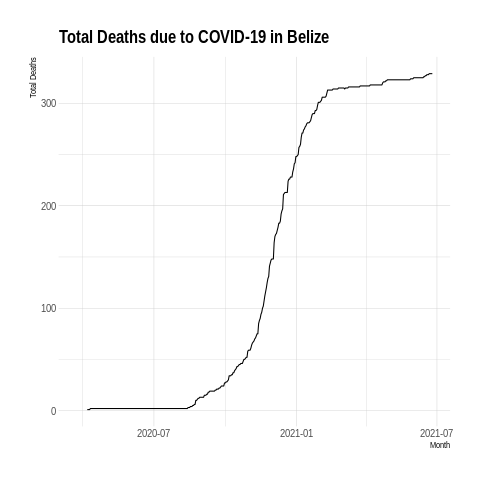 Total Deaths due to COVID-19 in Belize
Total Deaths
300
200
100
0
2020-07 2021-01 2021-07
Month